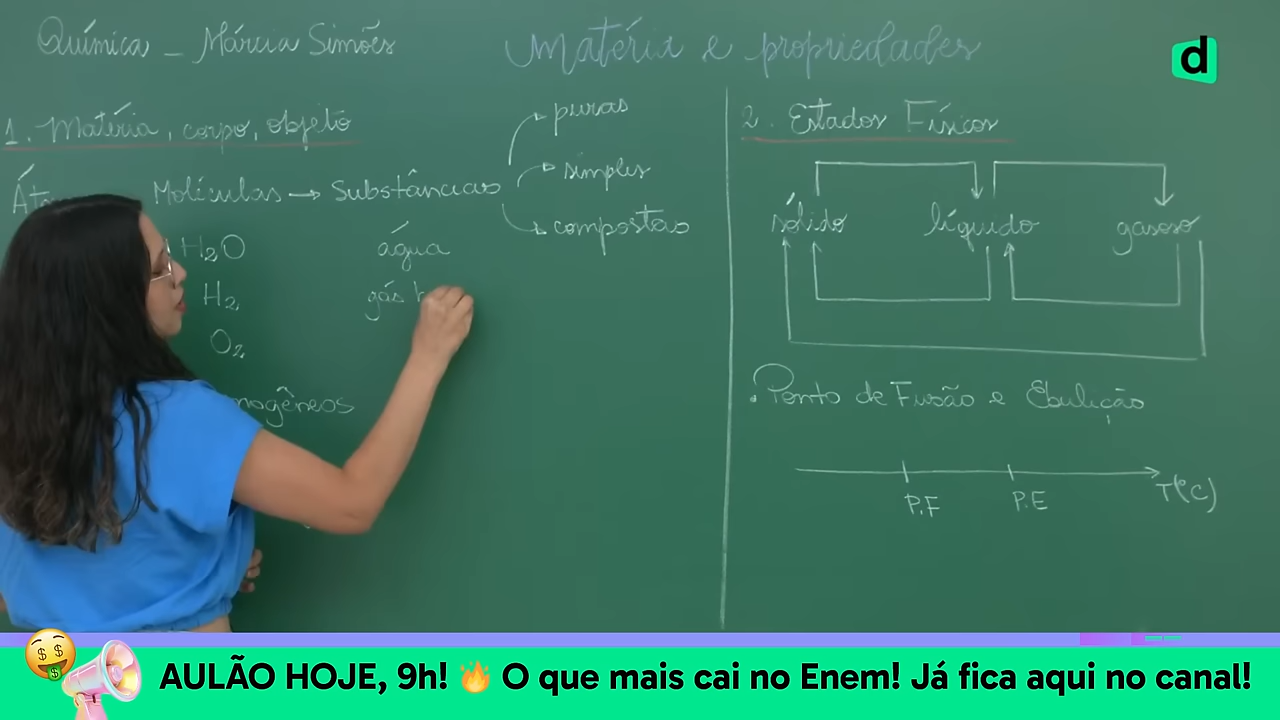 Química - Márcia Simões
Matéria e propriedades
d
1. Matéria, corpo, objeto
Moléculas → Substâncias
puras
simples
compostas
H2O água
H2 gás
O2
2. Estados Físicos
sólido líquido gasoso
. Ponto de Fusão e Ebulição
P.F P.E T(°C)
AULÃO HOJE, 9h! 🔥 O que mais cai no Enem! Já fica aqui no canal!